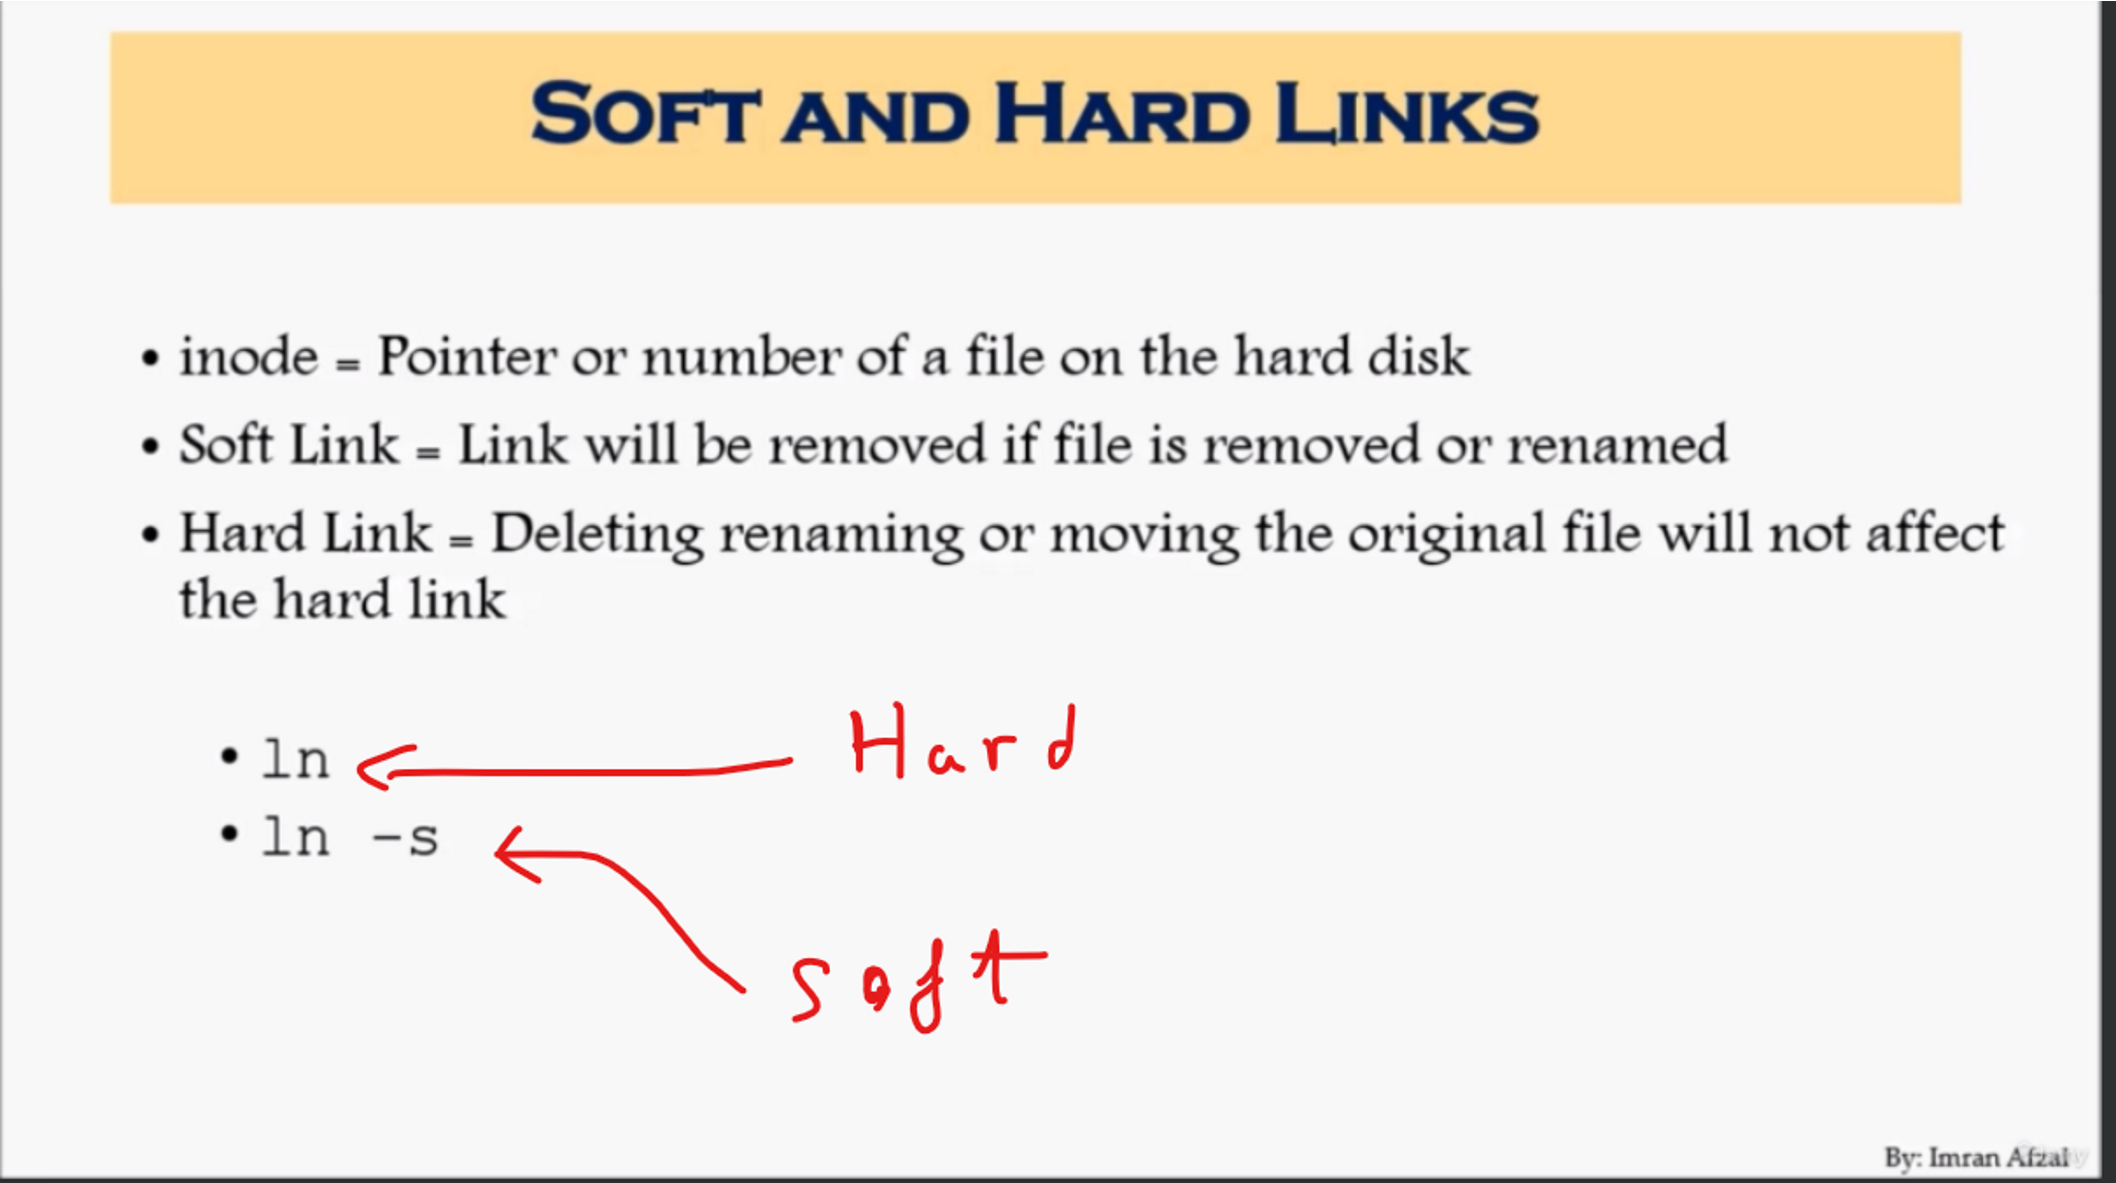 SOFT AND HARD LINKS
• inode = Pointer or number of a file on the hard disk
• Soft Link = Link will be removed if file is removed or renamed
• Hard Link = Deleting renaming or moving the original file will not affect
the hard link
• ln Hard
• ln -s
Soft
By: Imran Afzal